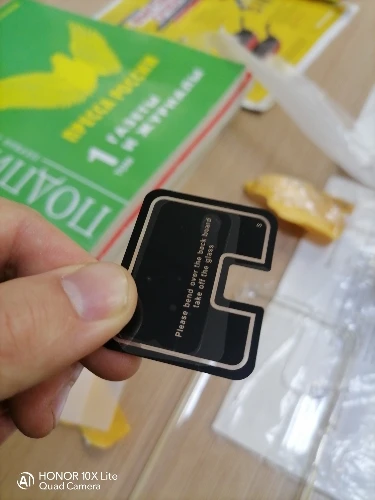 ПРЕССА РОССИИ
1
ГАЗЕТЫ
И ЖУРНАЛЫ
ТОМ
Please bend over the back board
take off the glass
S
HONOR 10X Lite
Quad Camera